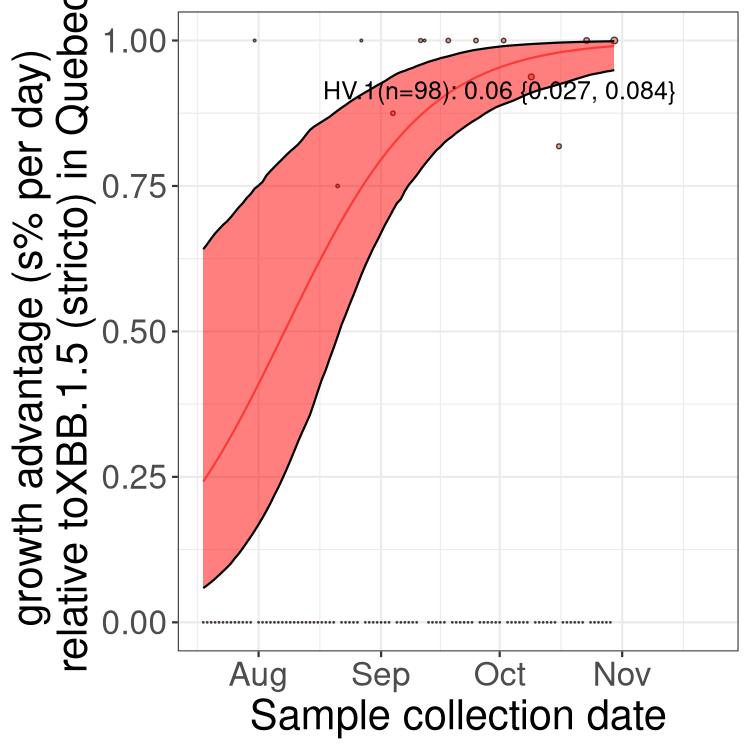 growth advantage (s% per day)
relative toXBB.1.5 (stricto) in Quebec
1.00
0.75
0.50
0.25
0.00
HV.1(n=98): 0.06 {0.027, 0.084}
Aug
Sep
Oct
Nov
Sample collection date